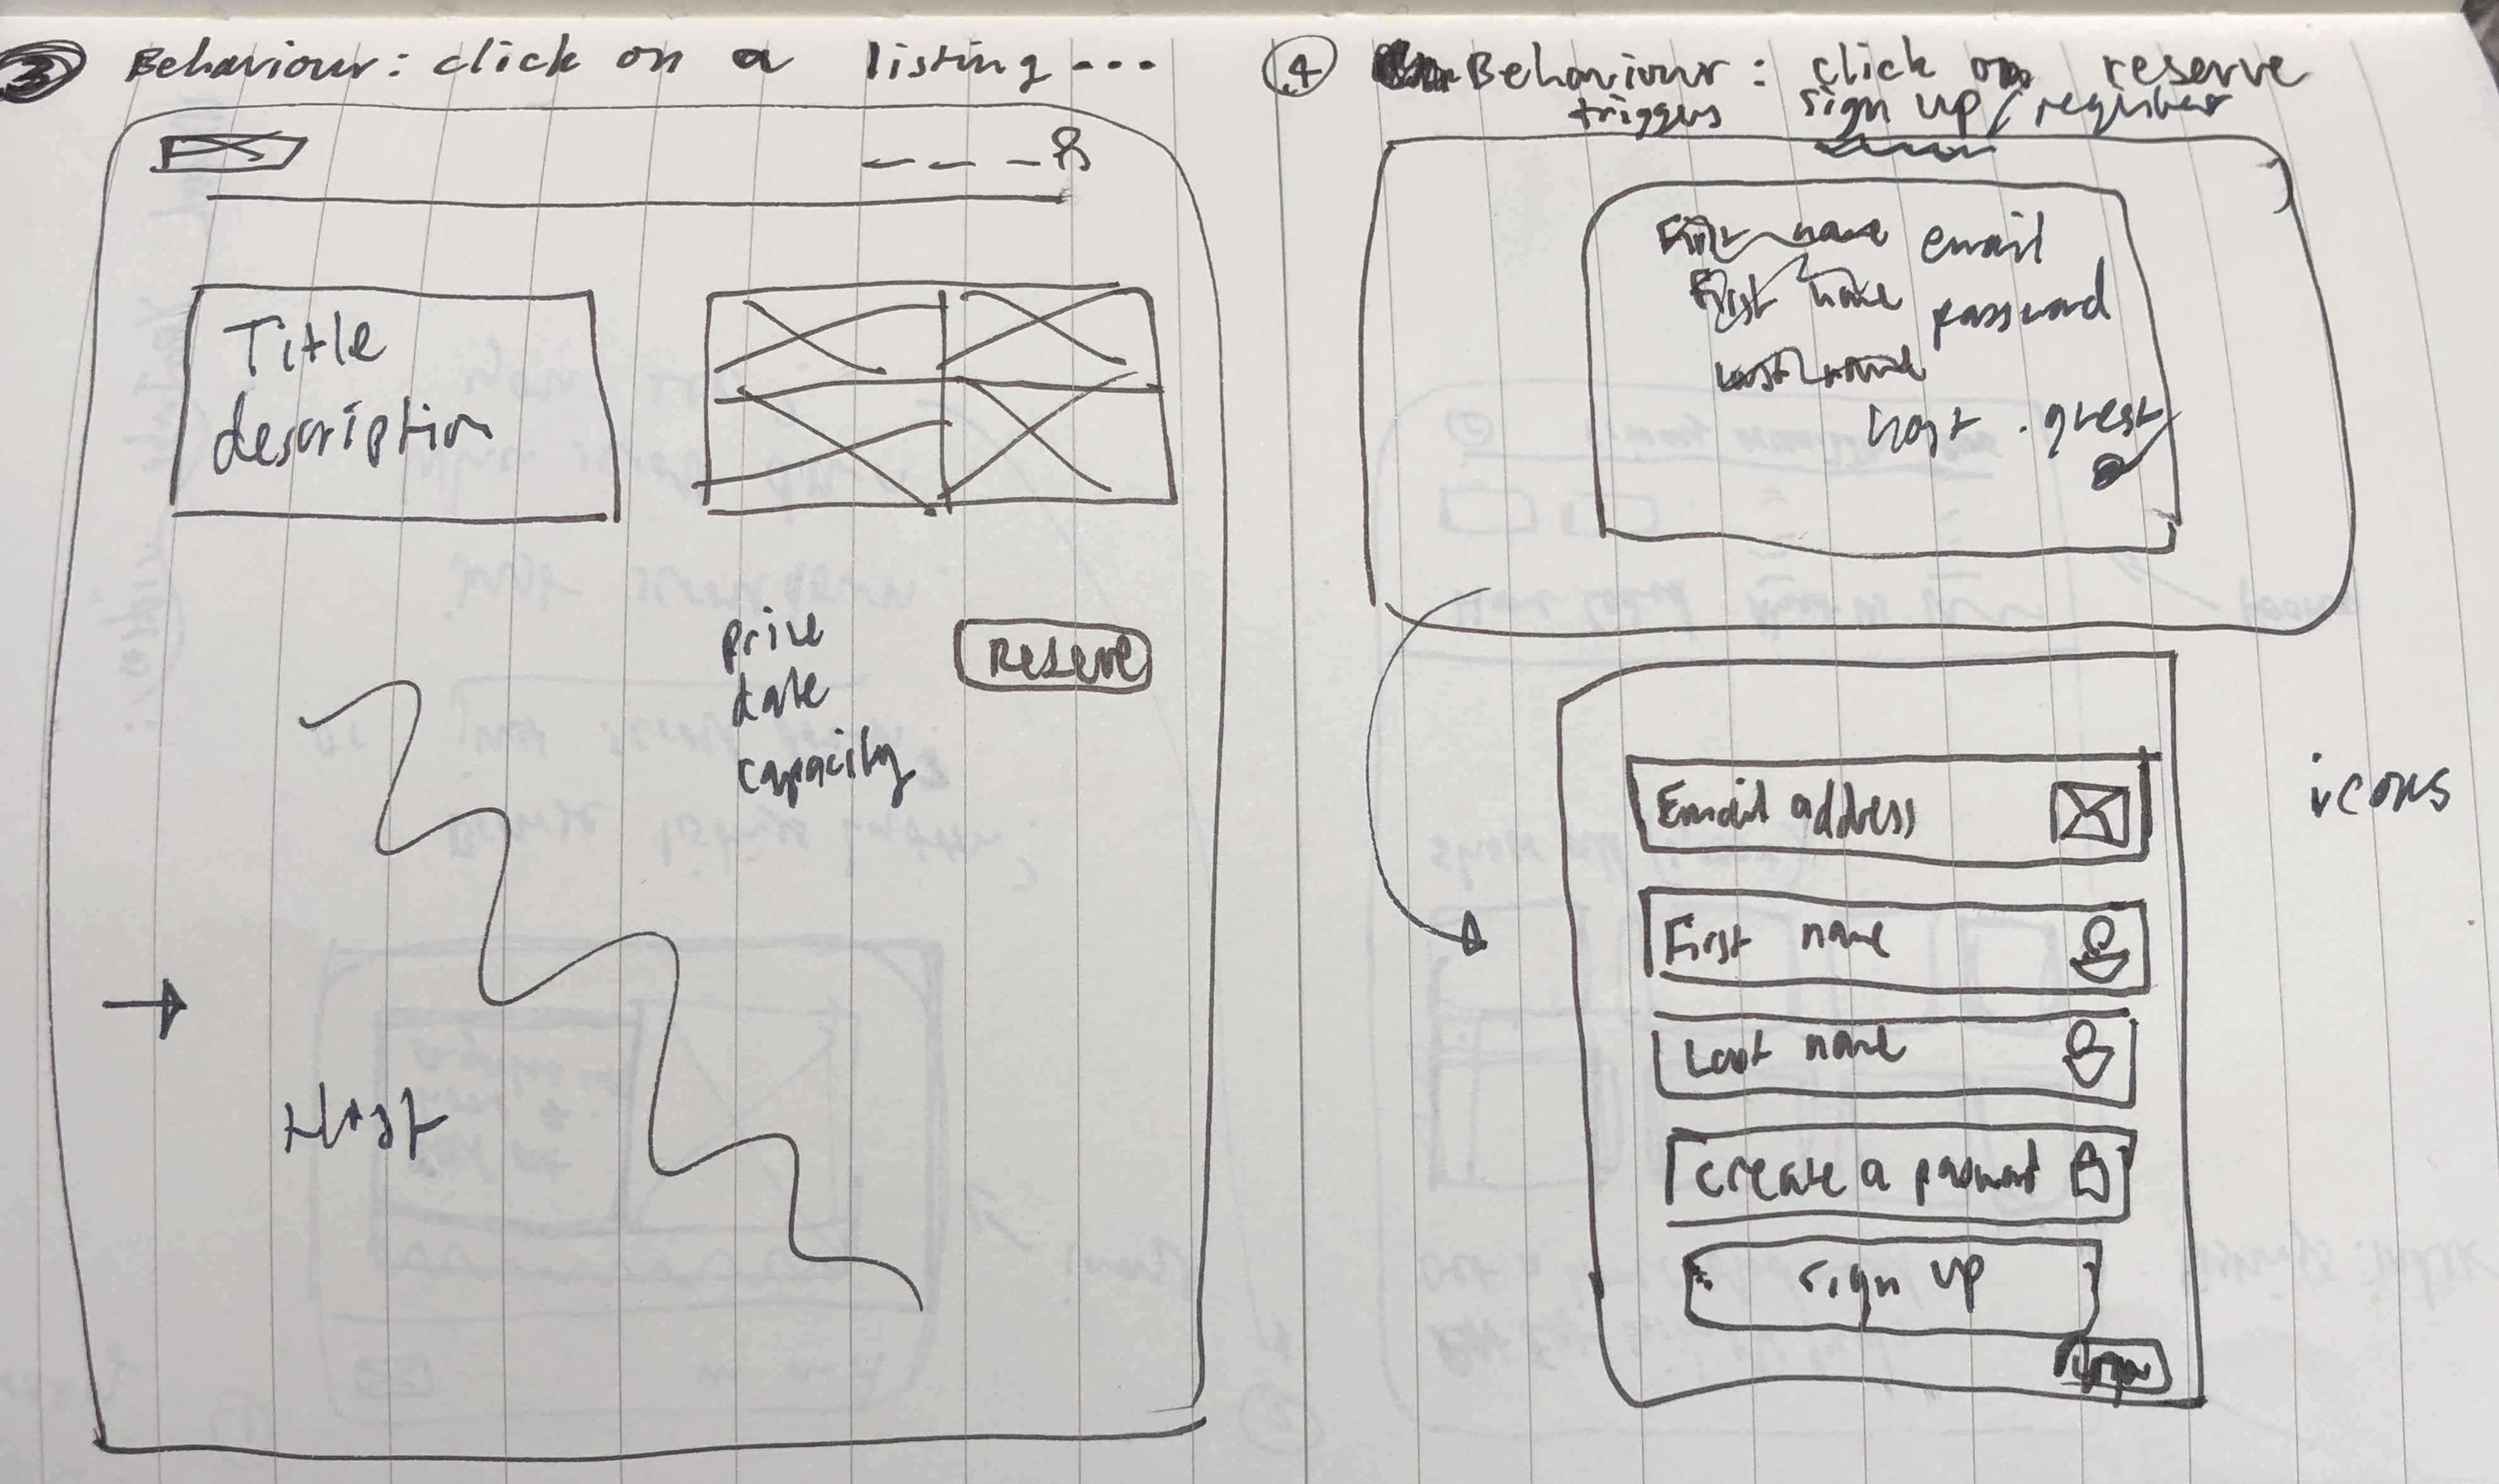 3 Behaviour: click on a listing...
Title
description
price
date
capacity
Reserve
Host
4 Behaviour: click on reserve
triggers sign up / register
First name email
First name password
Last name
host . guest
icons
Email address
First name
Last name
create a password
sign up